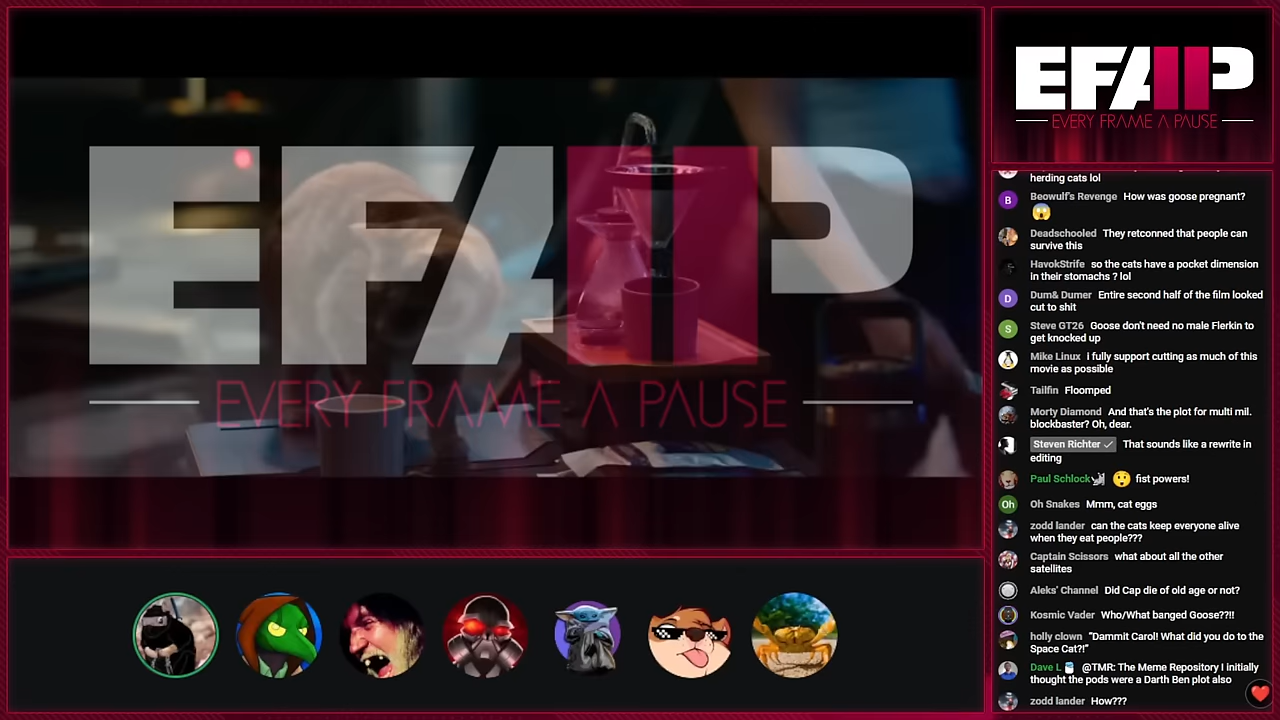 EFAP
EVERY FRAME A PAUSE
EFAP
EVERY FRAME A PAUSE
herding cats lol
B
Beowulf's Revenge How was goose pregnant?
Deadschooled They retconned that people can
survive this
HavokStrife so the cats have a pocket dimension
in their stomachs ? lol
D
Dum& Dumer Entire second half of the film looked
cut to shit
S
Steve GT26 Goose don't need no male Flerkin to
get knocked up
Mike Linux i fully support cutting as much of this
movie as possible
Tailfin Floomped
Morty Diamond And that's the plot for multi mil.
blockbaster? Oh, dear.
Steven Richter That sounds like a rewrite in
editing
Paul Schlock fist powers!
Oh
Oh Snakes Mmm, cat eggs
zodd lander can the cats keep everyone alive
when they eat people???
Captain Scissors what about all the other
satellites
Aleks' Channel Did Cap die of old age or not?
Kosmic Vader Who/What banged Goose??!!
holly clown "Dammit Carol! What did you do to the
Space Cat?!"
Dave L @TMR: The Meme Repository I initially
thought the pods were a Darth Ben plot also
zodd lander How???